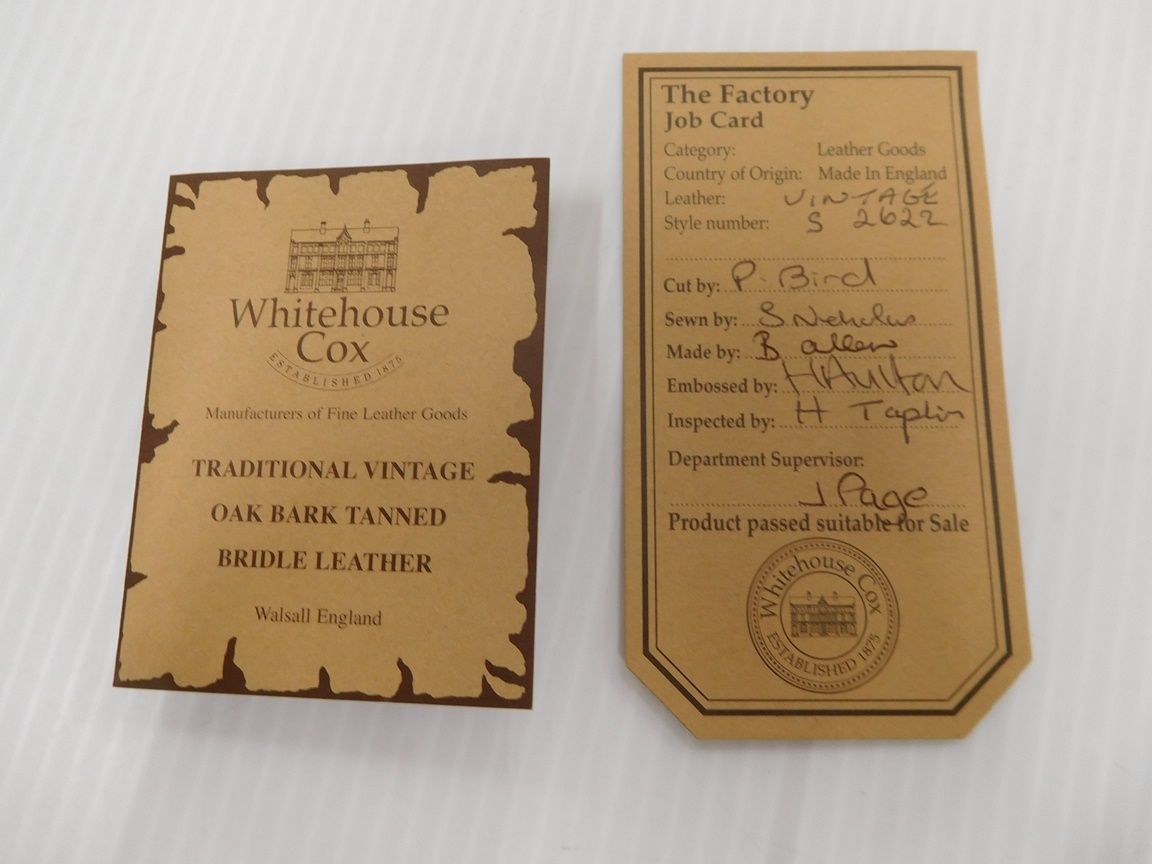 Whitehouse
Cox
ESTABLISHED 1875
Manufacturers of Fine Leather Goods
TRADITIONAL VINTAGE
OAK BARK TANNED
BRIDLE LEATHER
Walsall England
The Factory
Job Card
Category: Leather Goods
Country of Origin: Made In England
Leather: VINTAGE
Style number: S 2622
Cut by: P. Bird
Sewn by: S Nicholas
Made by: B allen
Embossed by: H Aulton
Inspected by: H Taplin
Department Supervisor:
J Page
Product passed suitable for Sale
Whitehouse Cox
ESTABLISHED 1875